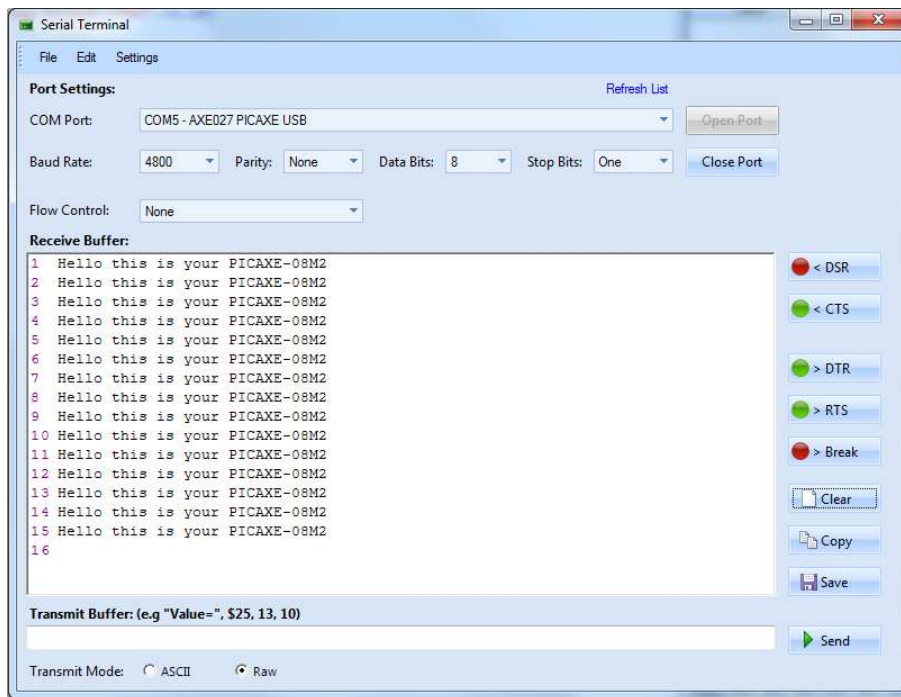 Serial Terminal
File Edit Settings
Port Settings: Refresh List
COM Port: COM5 - AXE027 PICAXE USB Open Port
Baud Rate: 4800 Parity: None Data Bits: 8 Stop Bits: One Close Port
Flow Control: None
Receive Buffer:
1 Hello this is your PICAXE-08M2 < DSR
2 Hello this is your PICAXE-08M2
3 Hello this is your PICAXE-08M2 < CTS
4 Hello this is your PICAXE-08M2
5 Hello this is your PICAXE-08M2
6 Hello this is your PICAXE-08M2 > DTR
7 Hello this is your PICAXE-08M2
8 Hello this is your PICAXE-08M2 > RTS
9 Hello this is your PICAXE-08M2
10 Hello this is your PICAXE-08M2 > Break
11 Hello this is your PICAXE-08M2
12 Hello this is your PICAXE-08M2
13 Hello this is your PICAXE-08M2 Clear
14 Hello this is your PICAXE-08M2
15 Hello this is your PICAXE-08M2 Copy
16
Save
Transmit Buffer: (e.g "Value=", $25, 13, 10)
Send
Transmit Mode: ASCII Raw